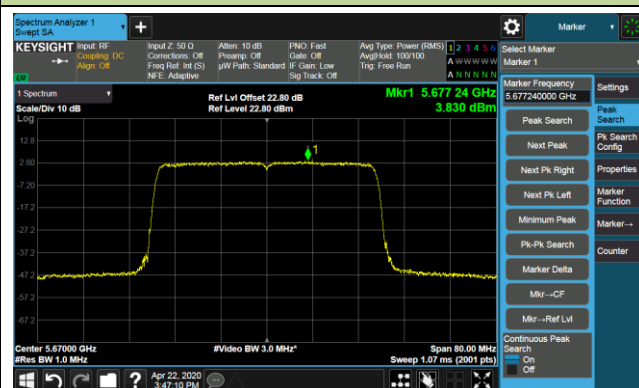 Spectrum Analyzer 1
Swept SA
+
Marker
KEYSIGHT
Input: RF
Coupling: DC
Align: Off
Input Z: 50 Ω
Corrections: Off
Freq Ref: Int (S)
NFE: Adaptive
Atten: 10 dB
Preamp: Off
µW Path: Standard
PNO: Fast
Gate: Off
IF Gain: Low
Sig Track: Off
Avg Type: Power (RMS)
Avg|Hold: 100/100
Trig: Free Run
1 2 3 4 5 6
A W W W W W
A N N N N N
Select Marker
Marker 1
1 Spectrum
Scale/Div 10 dB
Log
Ref Lvl Offset 22.80 dB
Ref Level 22.80 dBm
Mkr1 5.677 24 GHz
3.830 dBm
1
12.8
2.80
-7.20
-17.2
-27.2
-37.2
-47.2
-57.2
-67.2
Center 5.67000 GHz
#Res BW 1.0 MHz
#Video BW 3.0 MHz*
Span 80.00 MHz
Sweep 1.07 ms (2001 pts)
Marker Frequency
5.677240000 GHz
Peak Search
Next Peak
Next Pk Right
Next Pk Left
Minimum Peak
Pk-Pk Search
Marker Delta
Mkr→CF
Mkr→Ref Lvl
Continuous Peak
Search
On
Off
Settings
Peak
Search
Pk Search
Config
Properties
Marker
Function
Marker→
Counter
?
Apr 22, 2020
3:47:10 PM